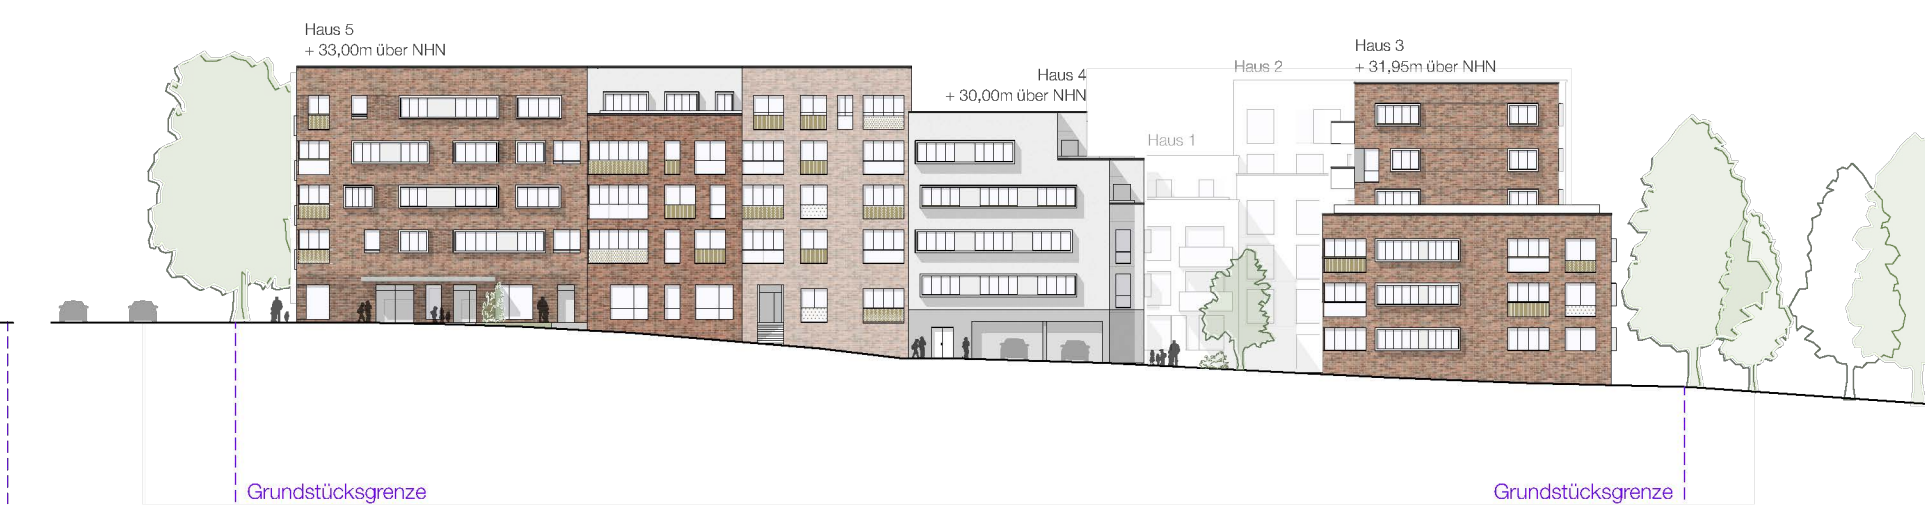 Haus 5
+ 33,00m über NHN
Haus 4
+ 30,00m über NHN
Haus 1
Haus 2
Haus 3
+ 31,95m über NHN
Grundstücksgrenze
Grundstücksgrenze